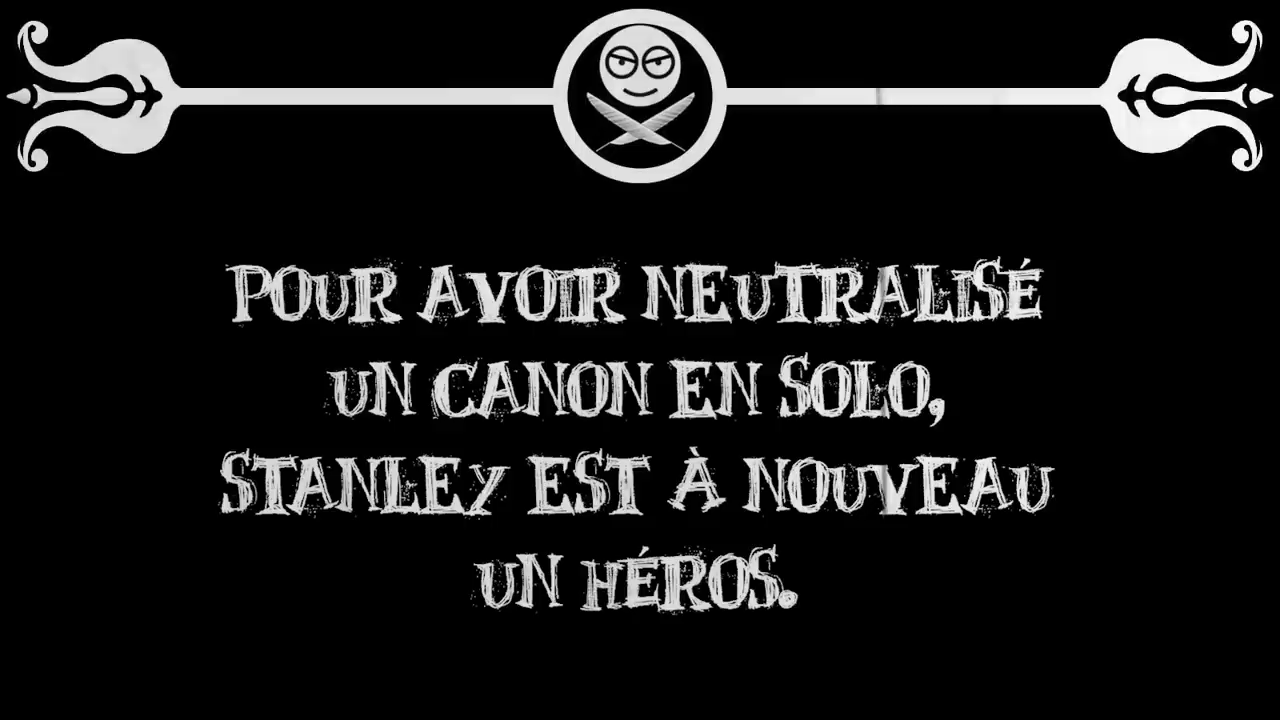 POUR AVOIR NEUTRALISÉ
UN CANON EN SOLO,
STANLEY EST À NOUVEAU
UN HÉROS.